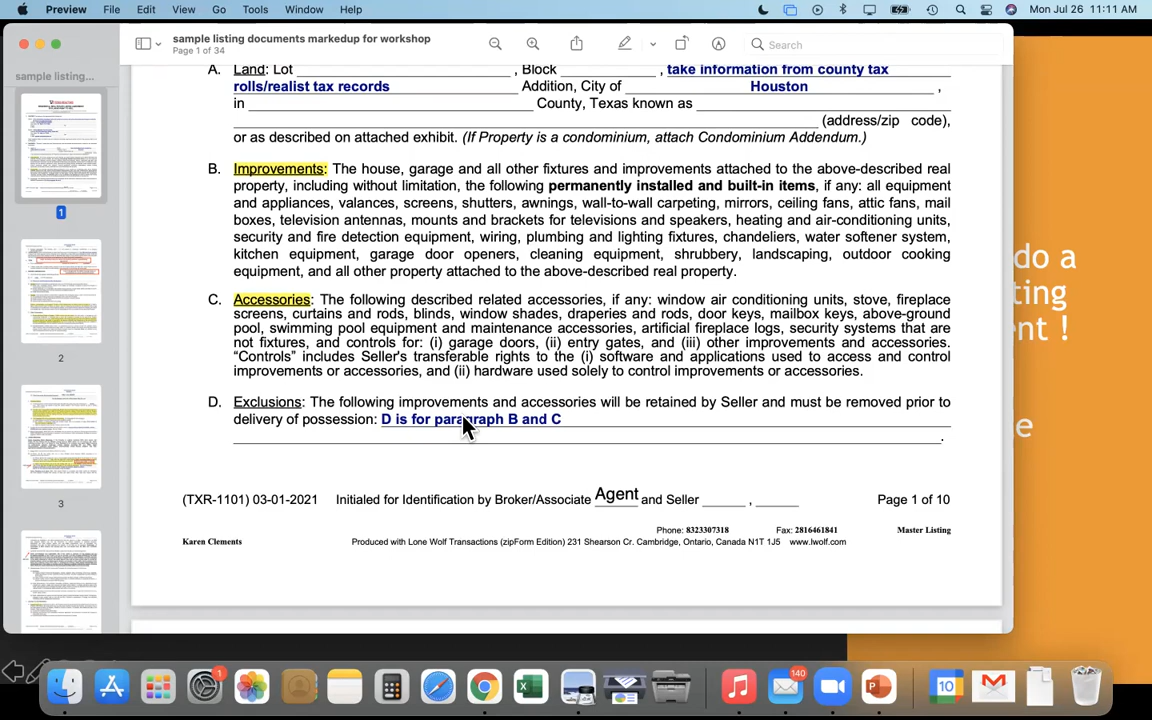 Preview File Edit View Go Tools Window Help Mon Jul 26 11:11 AM
sample listing documents markedup for workshop
Page 1 of 34
Search
sample listing...
1
2
3
A. Land: Lot , Block , take information from county tax
rolls/realist tax records Addition, City of Houston ,
in County, Texas known as
(address/zip code),
or as described on attached exhibit. (If Property is a condominium, attach Condominium Addendum.)
B. Improvements: The house, garage and all other fixtures and improvements attached to the above-described real
property, including without limitation, the following permanently installed and built-in items, if any: all equipment
and appliances, valances, screens, shutters, awnings, wall-to-wall carpeting, mirrors, ceiling fans, attic fans, mail
boxes, television antennas, mounts and brackets for televisions and speakers, heating and air-conditioning units,
security and fire detection equipment, wiring, plumbing and lighting fixtures, chandeliers, water softener system,
kitchen equipment, garage door openers, cleaning equipment, shrubbery, landscaping, outdoor cooking
equipment, and all other property attached to the above-described real property.
C. Accessories: The following described related accessories, if any: window air conditioning units, stove, fireplace
screens, curtains and rods, blinds, window shades, draperies and rods, door keys, mailbox keys, above-ground
pool, swimming pool equipment and maintenance accessories, artificial fireplace logs, security systems that are
not fixtures, and controls for: (i) garage doors, (ii) entry gates, and (iii) other improvements and accessories.
“Controls” includes Seller's transferable rights to the (i) software and applications used to access and control
improvements or accessories, and (ii) hardware used solely to control improvements or accessories.
D. Exclusions: The following improvements and accessories will be retained by Seller and must be removed prior to
delivery of possession: D is for paragraph B and C
.
(TXR-1101) 03-01-2021 Initialed for Identification by Broker/Associate Agent and Seller , Page 1 of 10
Phone: 8323307318 Fax: 2816461841 Master Listing
Karen Clements Produced with Lone Wolf Transactions (zipForm Edition) 231 Shearson Cr. Cambridge, Ontario, Canada N1T 1J5 www.lwolf.com
do a
ting
nt !
e
1
140
10